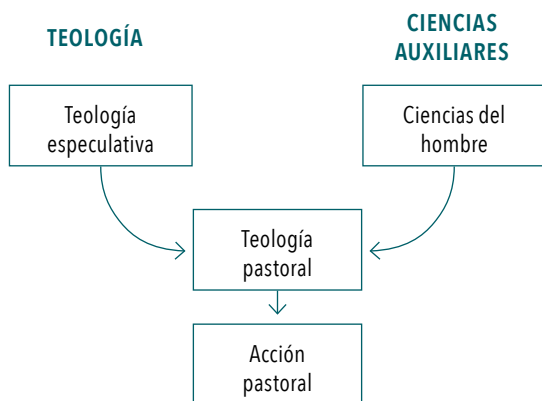 TEOLOGÍA
CIENCIAS
AUXILIARES
Teología
especulativa
Ciencias del
hombre
Teología
pastoral
Acción
pastoral